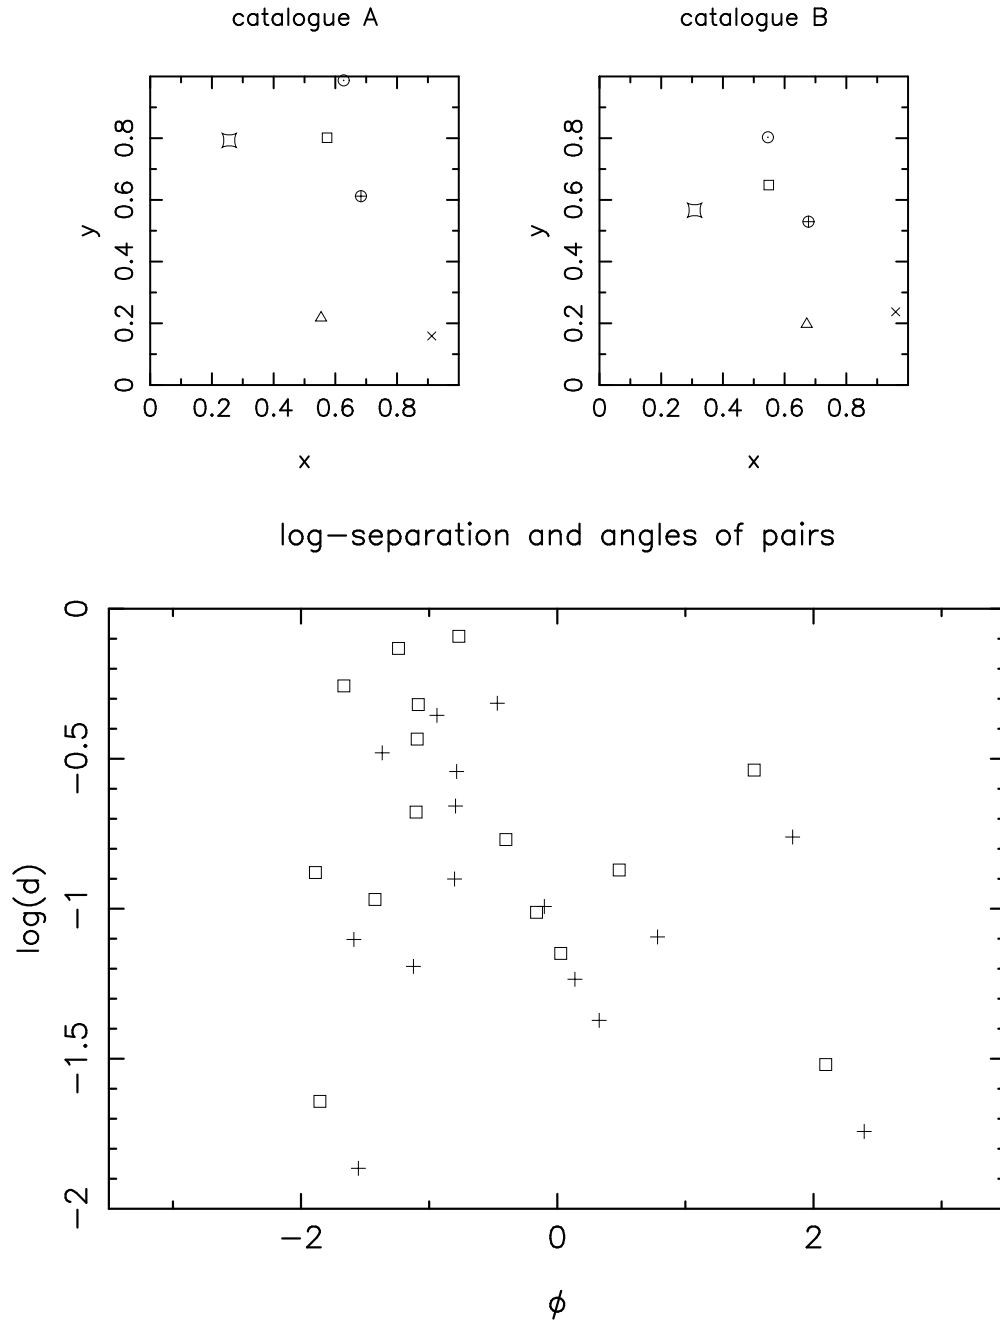 catalogue A
catalogue B
y
0 0.2 0.4 0.6 0.8
0 0.2 0.4 0.6 0.8
x
y
0 0.2 0.4 0.6 0.8
0 0.2 0.4 0.6 0.8
x
log−separation and angles of pairs
log(d)
0
−0.5
−1
−1.5
−2
−2 0 2
ϕ